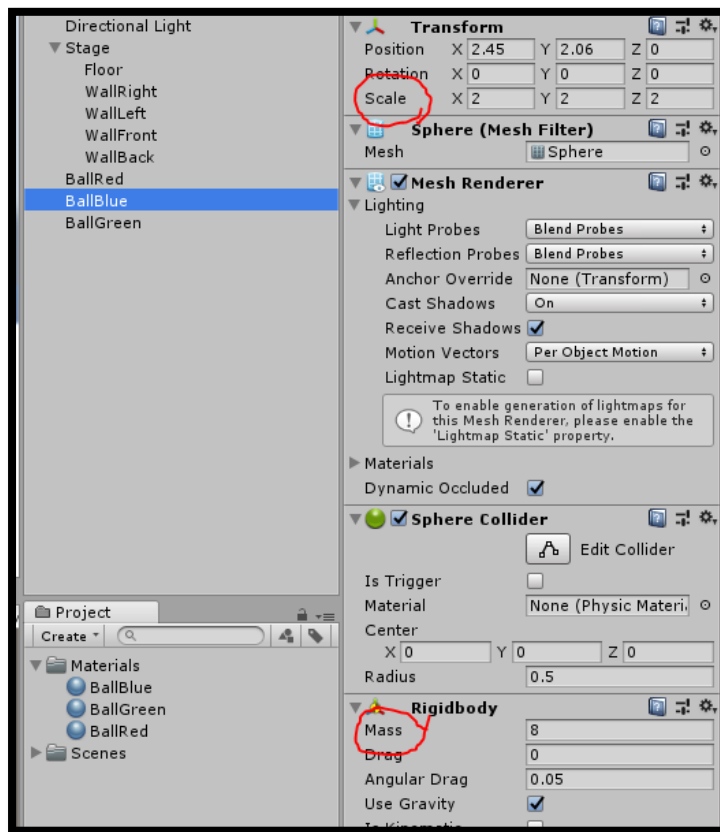 Directional Light
Stage
Floor
WallRight
WallLeft
WallFront
WallBack
BallRed
BallBlue
BallGreen
Project
Create
Materials
BallBlue
BallGreen
BallRed
Scenes
Transform
Position X 2.45 Y 2.06 Z 0
Rotation X 0 Y 0 Z 0
Scale X 2 Y 2 Z 2
Sphere (Mesh Filter)
Mesh Sphere
Mesh Renderer
Lighting
Light Probes Blend Probes
Reflection Probes Blend Probes
Anchor Override None (Transform)
Cast Shadows On
Receive Shadows
Motion Vectors Per Object Motion
Lightmap Static
To enable generation of lightmaps for
this Mesh Renderer, please enable the
'Lightmap Static' property.
Materials
Dynamic Occluded
Sphere Collider
Edit Collider
Is Trigger
Material None (Physic Materi
Center
X 0 Y 0 Z 0
Radius 0.5
Rigidbody
Mass 8
Drag 0
Angular Drag 0.05
Use Gravity
Is Kinematic